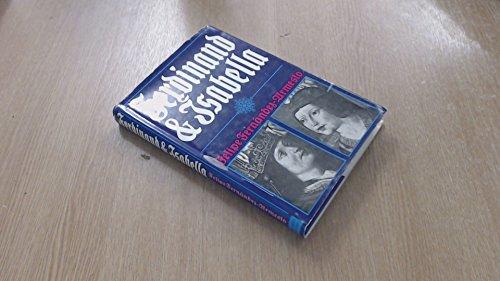 Ferdinand
& Isabella
Felipe Fernández-Armesto
Ferdinand & Isabella Felipe Fernández-Armesto